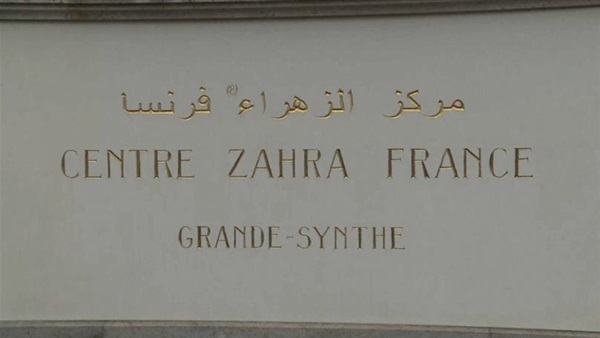 مركز الزهراء (ع) فرنسا
CENTRE ZAHRA FRANCE
GRANDE-SYNTHE